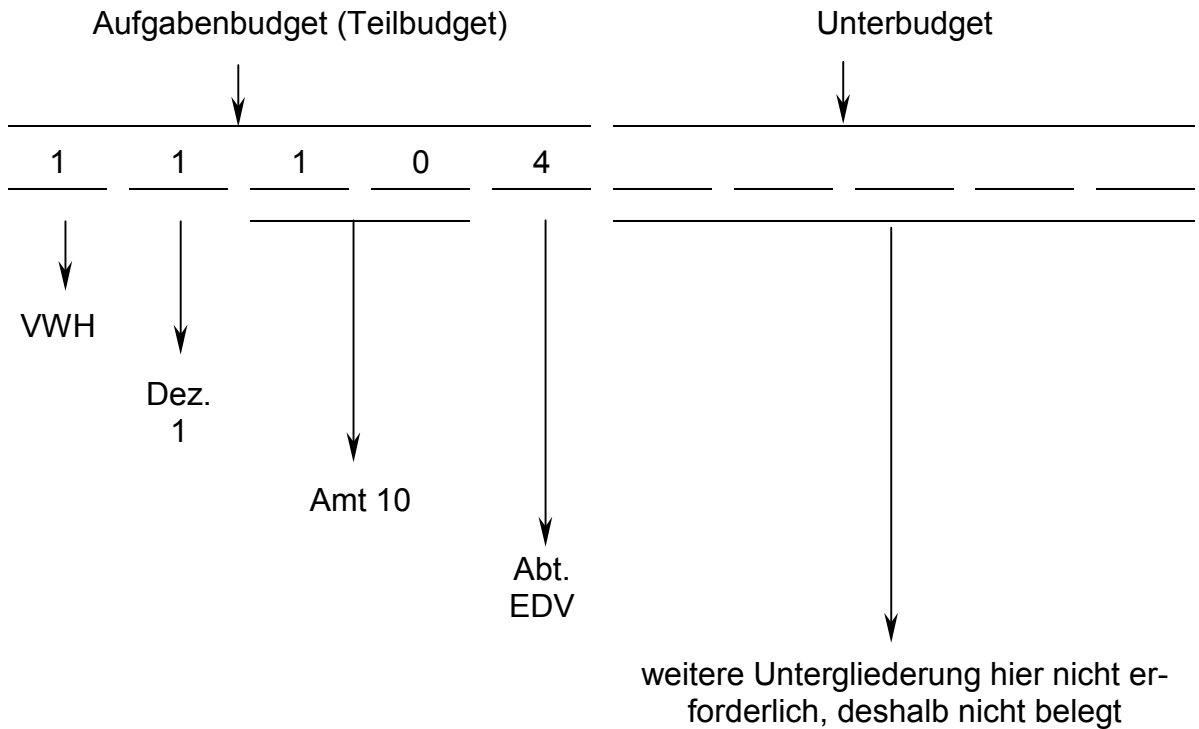 Aufgabenbudget (Teilbudget) Unterbudget
1 1 1 0 4
VWH
Dez.
1
Amt 10
Abt.
EDV
weitere Untergliederung hier nicht er-
forderlich, deshalb nicht belegt